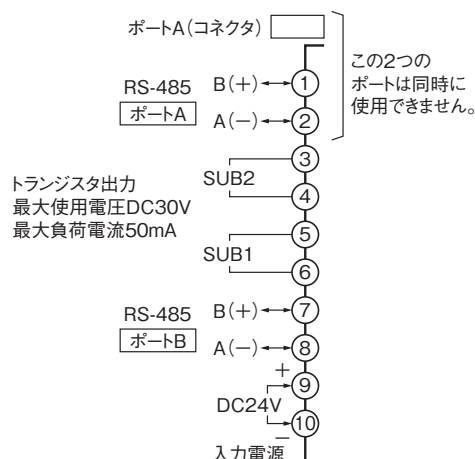 ポートA(コネクタ)
この2つの
ポートは同時に
使用できません。
RS-485
ポートA
B(+)
①
A(−)
②
③
SUB2
④
トランジスタ出力
最大使用電圧DC30V
最大負荷電流50mA
⑤
SUB1
⑥
RS-485
ポートB
B(+)
⑦
A(−)
⑧
+
⑨
DC24V
⑩
−
入力電源